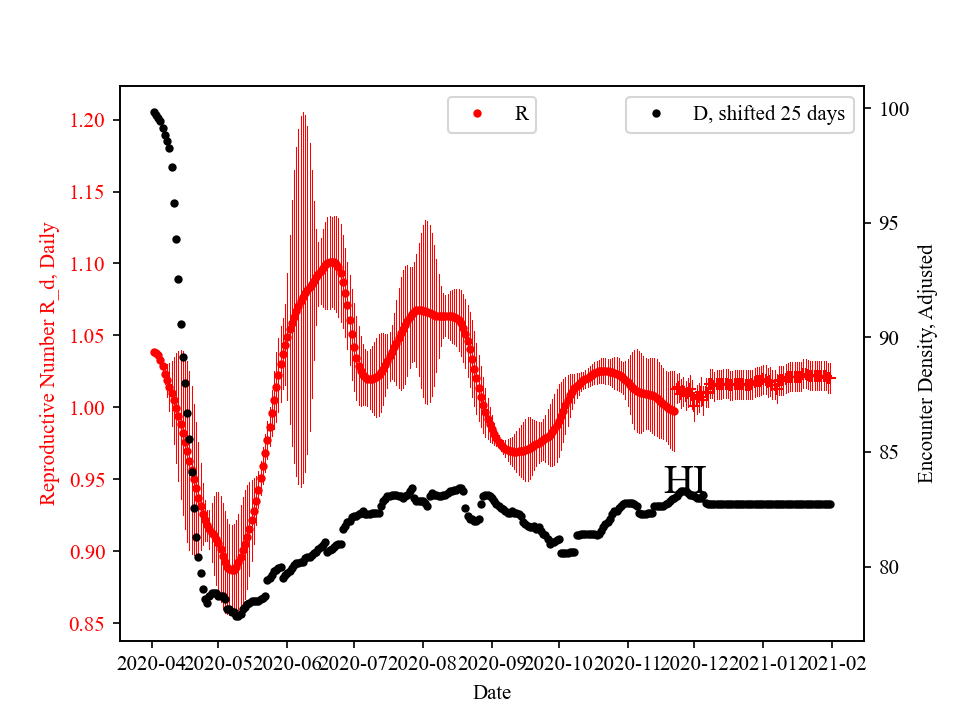 R
D, shifted 25 days
1.20
1.15
1.10
1.05
1.00
0.95
0.90
0.85
Reproductive Number R_d, Daily
100
95
90
85
80
Encounter Density, Adjusted
HI
2020-04 2020-05 2020-06 2020-07 2020-08 2020-09 2020-10 2020-11 2020-12 2021-01 2021-02
Date